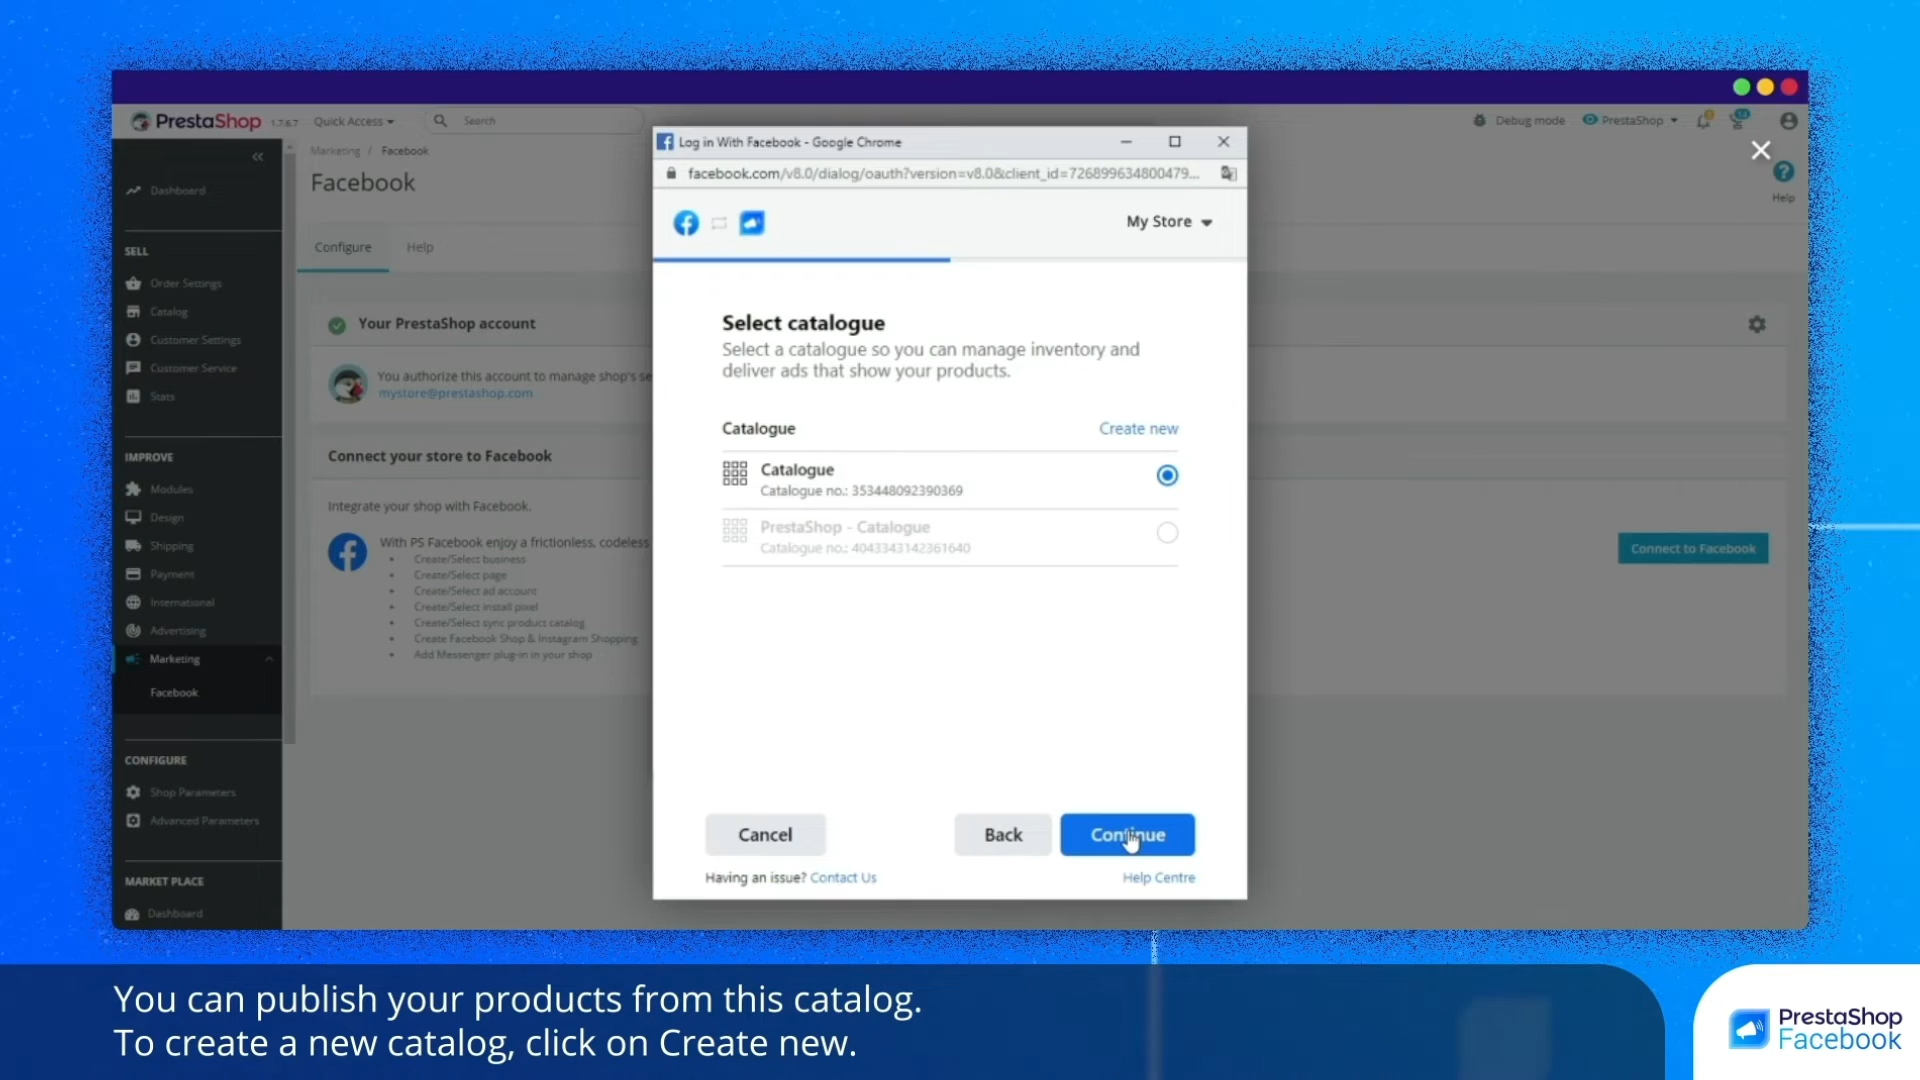 PrestaShop 1.7.6.7 Quick Access Search Debug mode PrestaShop
Marketing / Facebook
Facebook
Help
Configure Help
Dashboard
SELL
Order Settings
Catalog
Customer Settings
Customer Service
Stats
IMPROVE
Modules
Design
Shipping
Payment
International
Advertising
Marketing
Facebook
CONFIGURE
Shop Parameters
Advanced Parameters
MARKET PLACE
Dashboard
Your PrestaShop account
You authorize this account to manage shop's se
mystore@prestashop.com
Connect your store to Facebook
Integrate your shop with Facebook.
With PS Facebook enjoy a frictionless, codeless
Create/Select business
Create/Select page
Create/Select ad account
Create/Select install pixel
Create/Select sync product catalog
Create Facebook Shop & Instagram Shopping
Add Messenger plug-in in your shop
Connect to Facebook
Log in With Facebook - Google Chrome
facebook.com/v8.0/dialog/oauth?version=v8.0&client_id=726899634800479...
My Store
Select catalogue
Select a catalogue so you can manage inventory and
deliver ads that show your products.
Catalogue Create new
Catalogue
Catalogue no.: 353448092390369
PrestaShop - Catalogue
Catalogue no.: 4043343142361640
Cancel Back Continue
Having an issue? Contact Us Help Centre
You can publish your products from this catalog.
To create a new catalog, click on Create new.
PrestaShop
Facebook